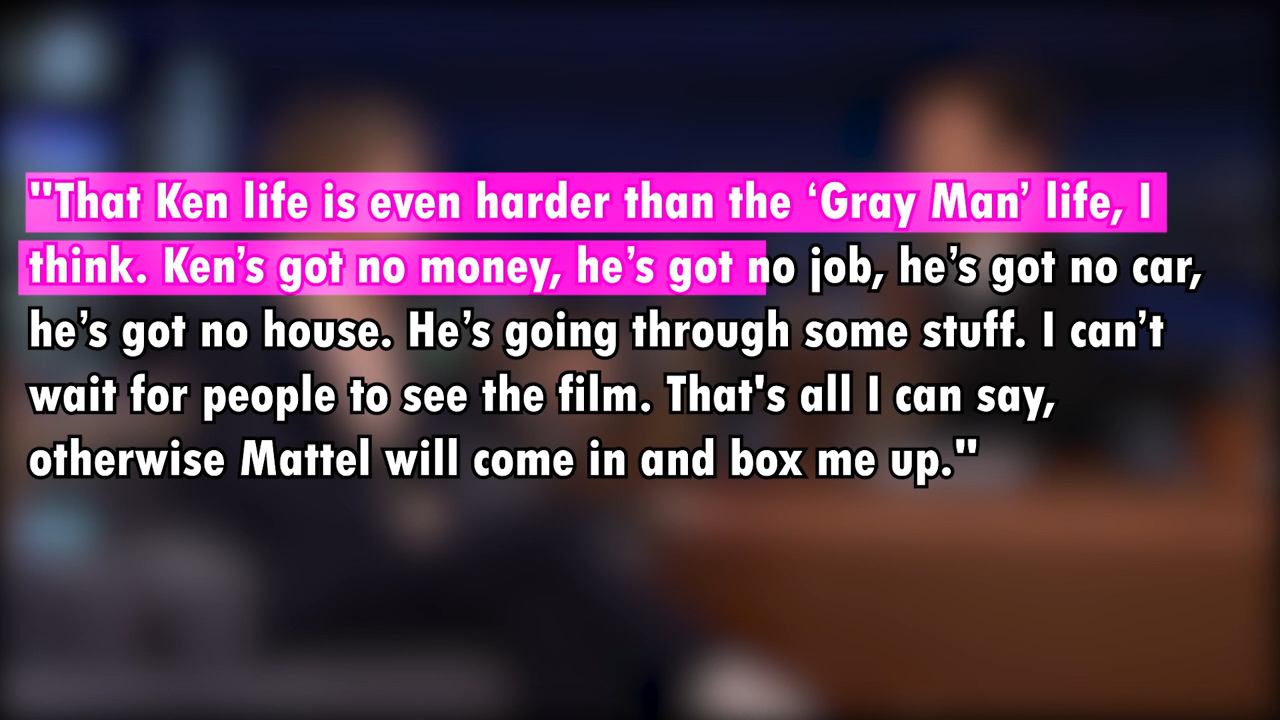 "That Ken life is even harder than the ‘Gray Man’ life, I
think. Ken’s got no money, he’s got no job, he’s got no car,
he’s got no house. He’s going through some stuff. I can’t
wait for people to see the film. That's all I can say,
otherwise Mattel will come in and box me up."